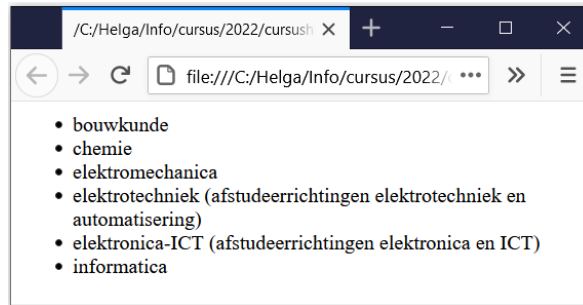 /C:/Helga/Info/cursus/2022/cursush
file:///C:/Helga/Info/cursus/2022/
• bouwkunde
• chemie
• elektromechanica
• elektrotechniek (afstudeerrichtingen elektrotechniek en
automatisering)
• elektronica-ICT (afstudeerrichtingen elektronica en ICT)
• informatica